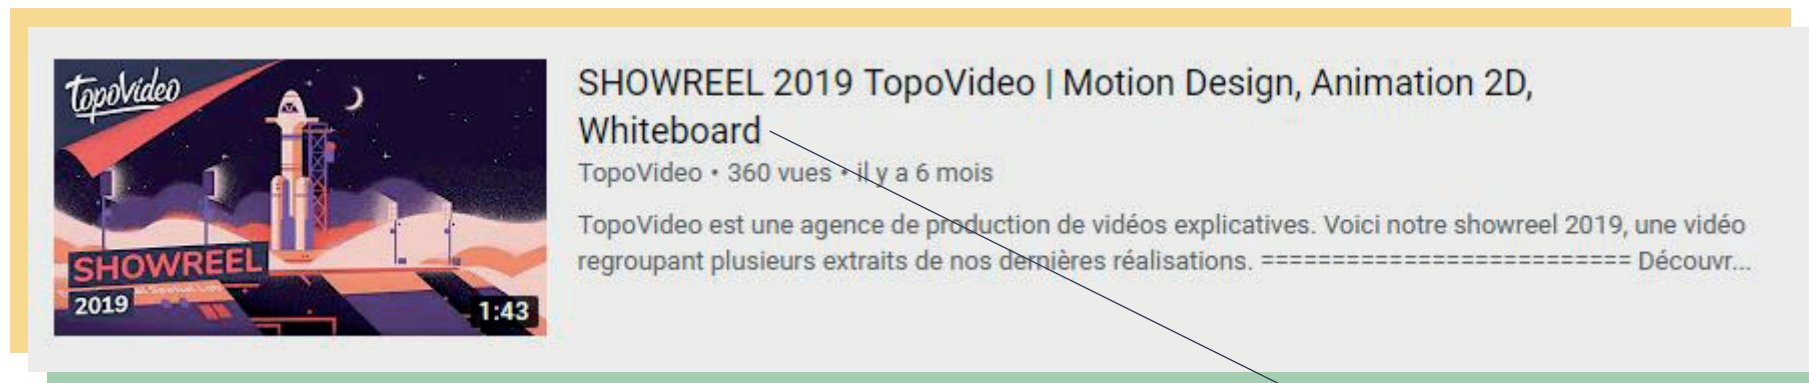 TopoVideo
SHOWREEL
2019
1:43
SHOWREEL 2019 TopoVideo | Motion Design, Animation 2D,
Whiteboard
TopoVideo • 360 vues • il y a 6 mois
TopoVideo est une agence de production de vidéos explicatives. Voici notre showreel 2019, une vidéo
regroupant plusieurs extraits de nos dernières réalisations. ========================== Découvr...